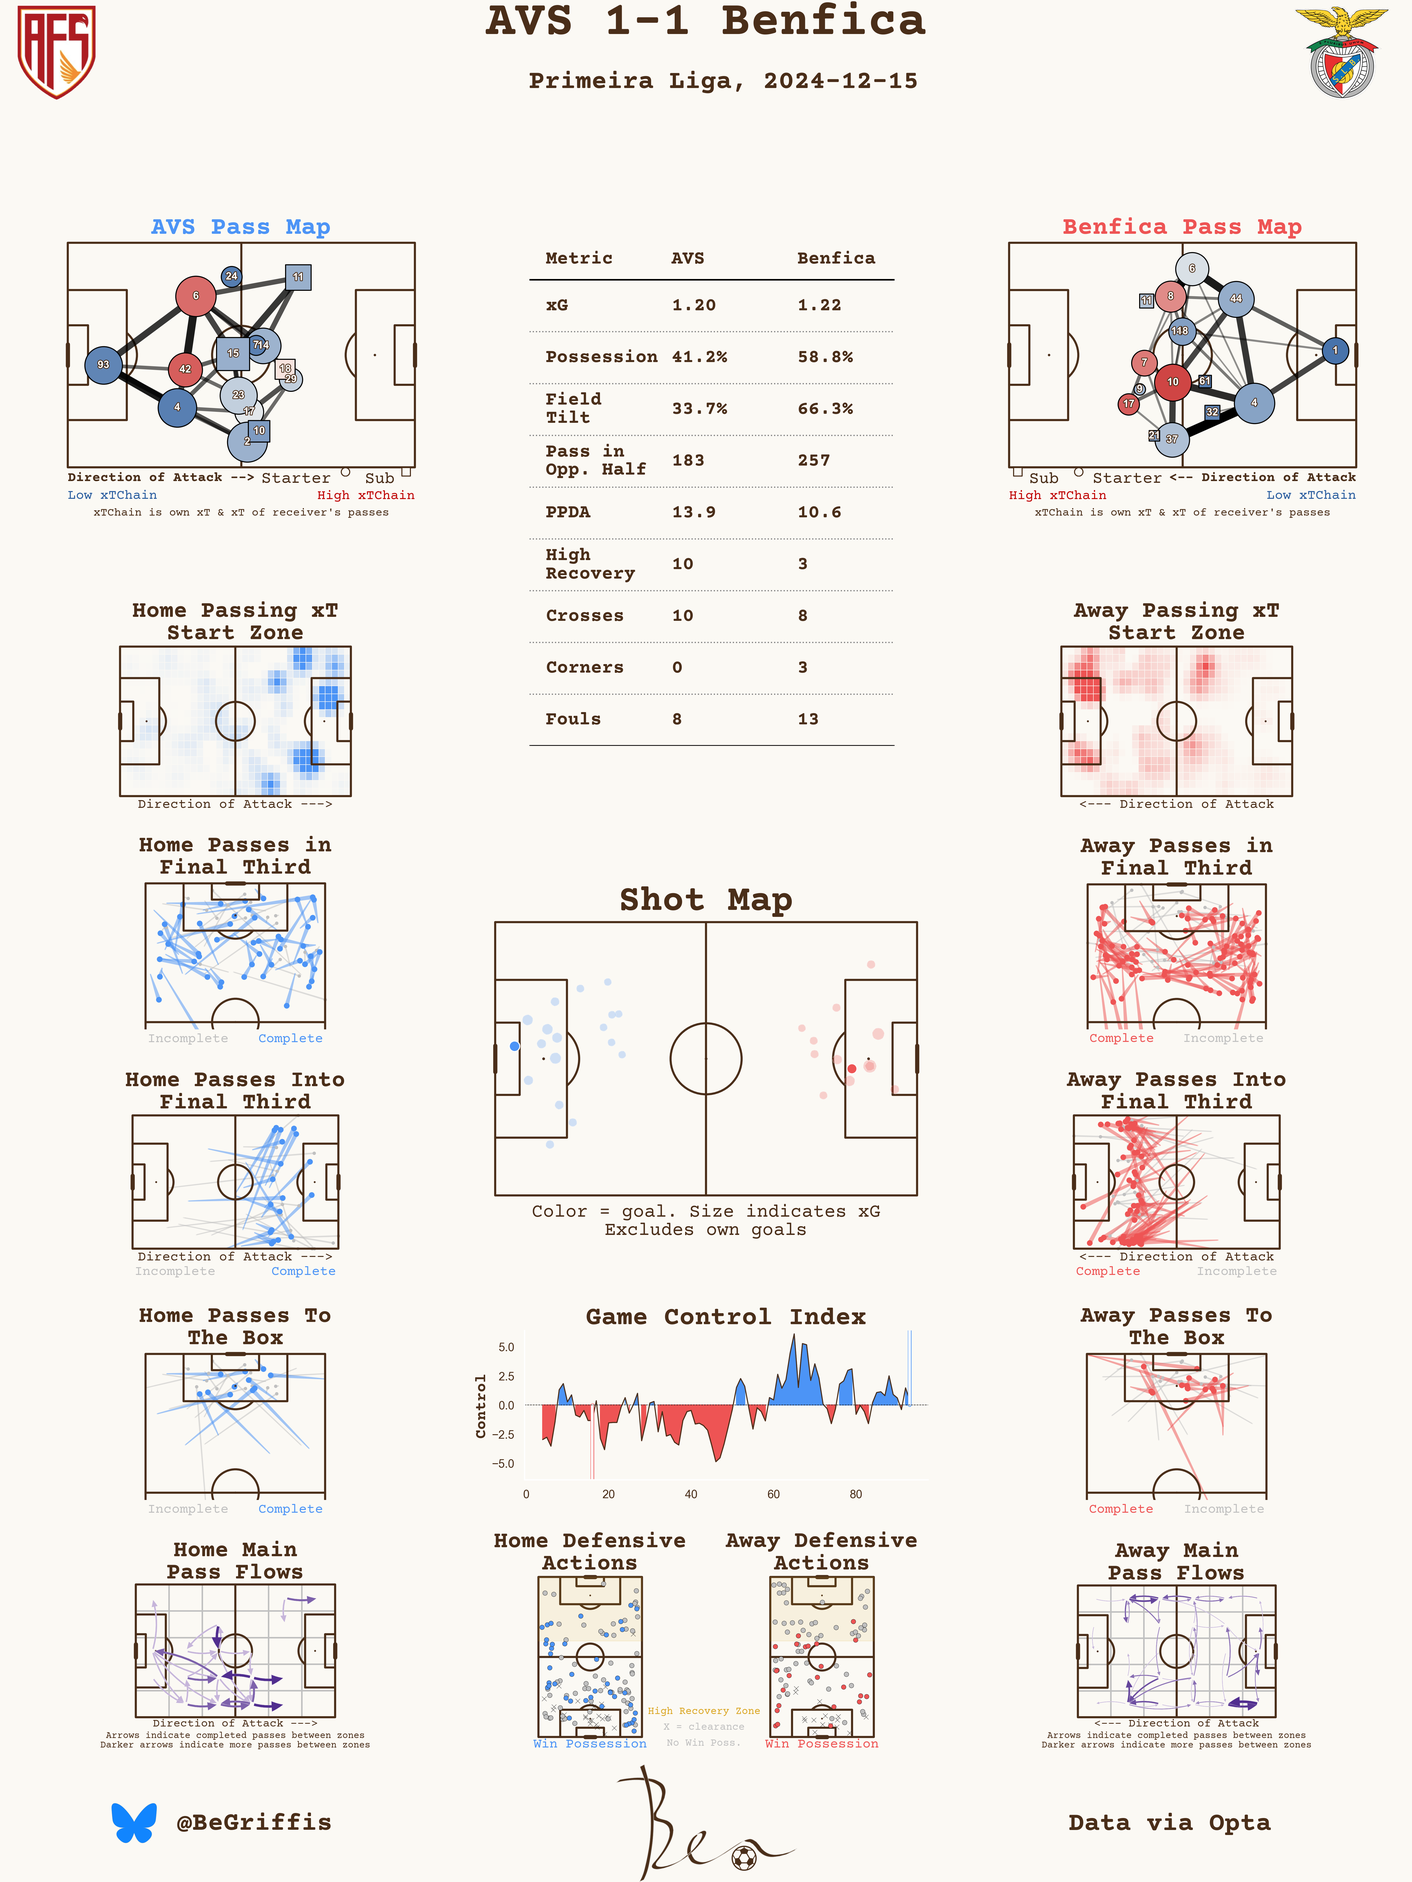 AVS 1-1 Benfica
Primeira Liga, 2024-12-15
AFS
AVS Pass Map
24
11
6
15
7
14
93
42
18
29
23
17
4
10
2
Direction of Attack --> Starter Sub
Low xTChain High xTChain
xTChain is own xT & xT of receiver's passes
Metric AVS Benfica
xG 1.20 1.22
Possession 41.2% 58.8%
Field
Tilt 33.7% 66.3%
Pass in
Opp. Half 183 257
PPDA 13.9 10.6
High
Recovery 10 3
Crosses 10 8
Corners 0 3
Fouls 8 13
Benfica Pass Map
6
11
8
44
18
1
7
10
61
9
17
4
32
21
37
Sub Starter <-- Direction of Attack
High xTChain Low xTChain
xTChain is own xT & xT of receiver's passes
Home Passing xT
Start Zone
Direction of Attack --->
Away Passing xT
Start Zone
<--- Direction of Attack
Home Passes in
Final Third
Incomplete Complete
Away Passes in
Final Third
Complete Incomplete
Shot Map
Color = goal. Size indicates xG
Excludes own goals
Home Passes Into
Final Third
Direction of Attack --->
Incomplete Complete
Away Passes Into
Final Third
<--- Direction of Attack
Complete Incomplete
Home Passes To
The Box
Incomplete Complete
Game Control Index
Control
5.0
2.5
0.0
−2.5
−5.0
0 20 40 60 80
Away Passes To
The Box
Complete Incomplete
Home Main
Pass Flows
Direction of Attack --->
Arrows indicate completed passes between zones
Darker arrows indicate more passes between zones
Home Defensive
Actions
Win Possession
Away Defensive
Actions
Win Possession
High Recovery Zone
X = clearance
No Win Poss.
Away Main
Pass Flows
<--- Direction of Attack
Arrows indicate completed passes between zones
Darker arrows indicate more passes between zones
@BeGriffis
Ben
Data via Opta